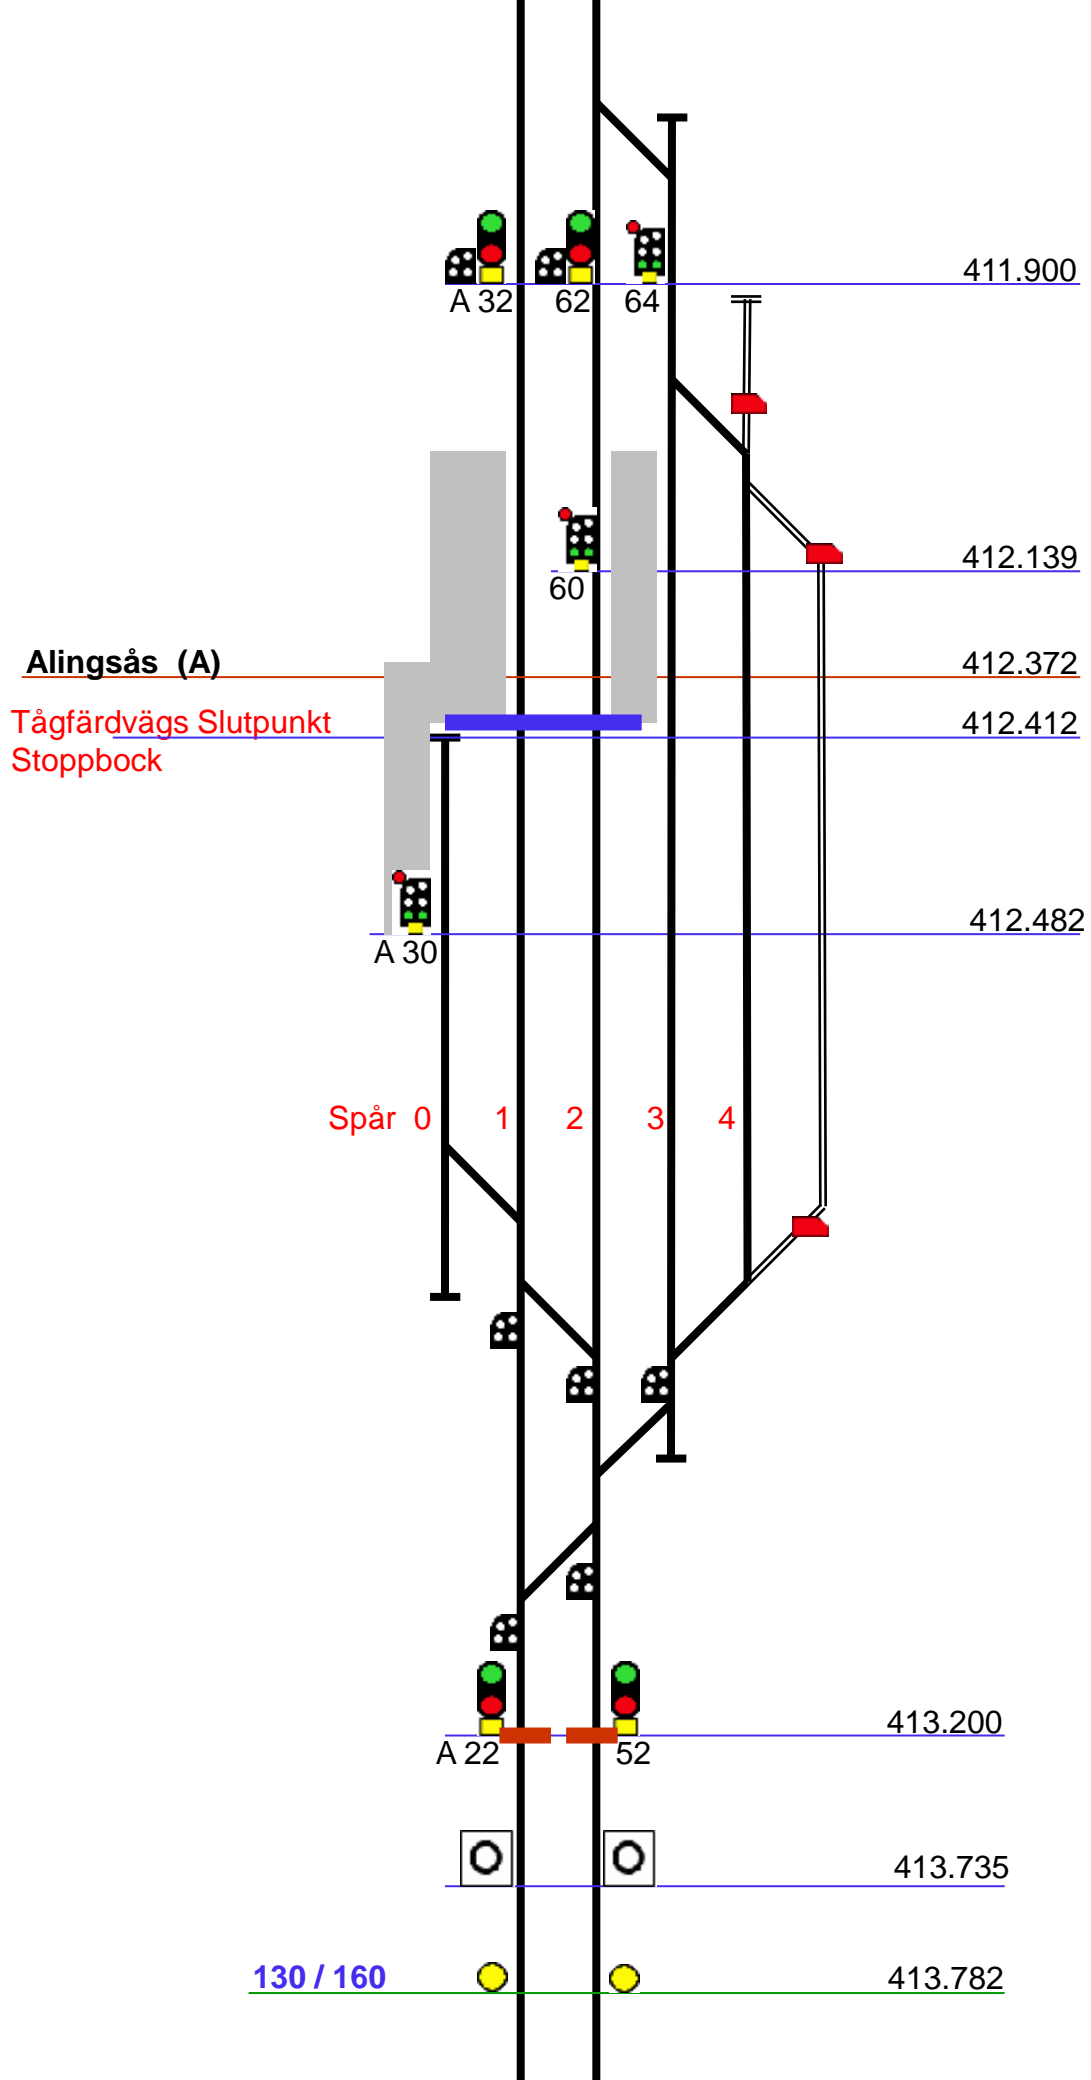 411.900
A 32 62 64
412.139
60
Alingsås (A) 412.372
Tågfärdvägs Slutpunkt 412.412
Stoppbock
412.482
A 30
Spår 0 1 2 3 4
413.200
A 22 52
413.735
130 / 160 413.782